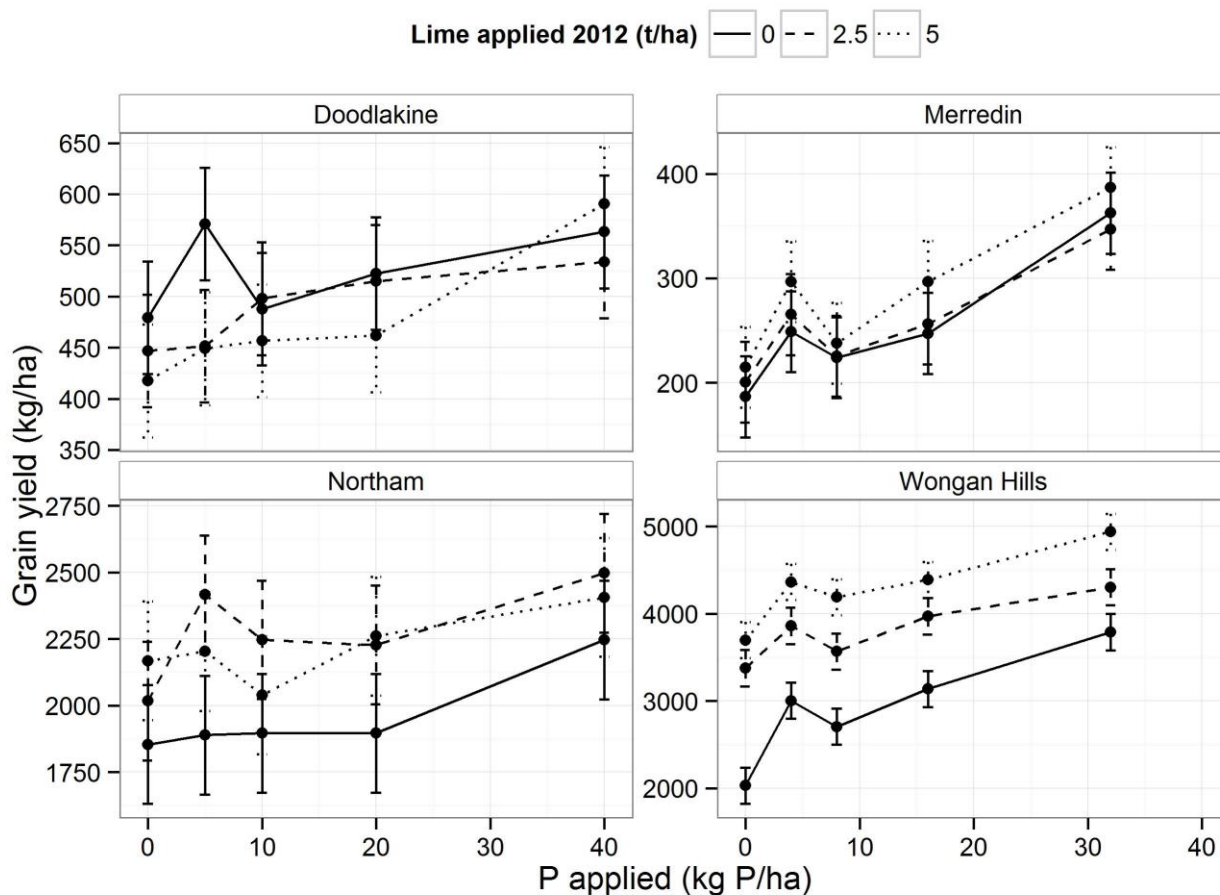 Lime applied 2012 (t/ha) 0 2.5 5
Doodlakine
Merredin
650
600
550
500
450
400
350
400
300
200
Grain yield (kg/ha)
Northam
Wongan Hills
2750
2500
2250
2000
1750
5000
4000
3000
2000
0 10 20 30 40 0 10 20 30 40
P applied (kg P/ha)